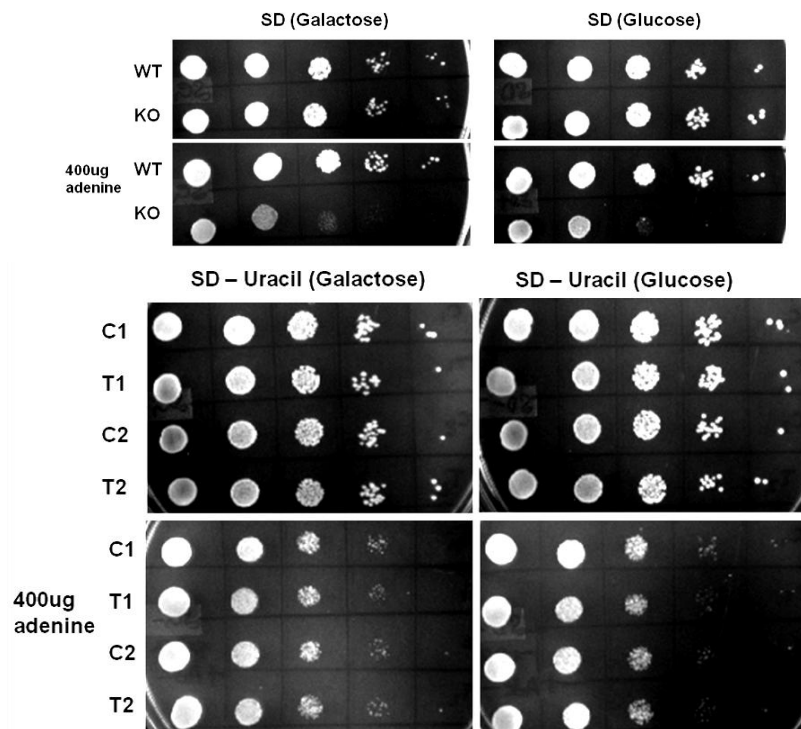 SD (Galactose) SD (Glucose)
WT
KO
400ug adenine
WT
KO
SD – Uracil (Galactose) SD – Uracil (Glucose)
C1
T1
C2
T2
400ug adenine
C1
T1
C2
T2